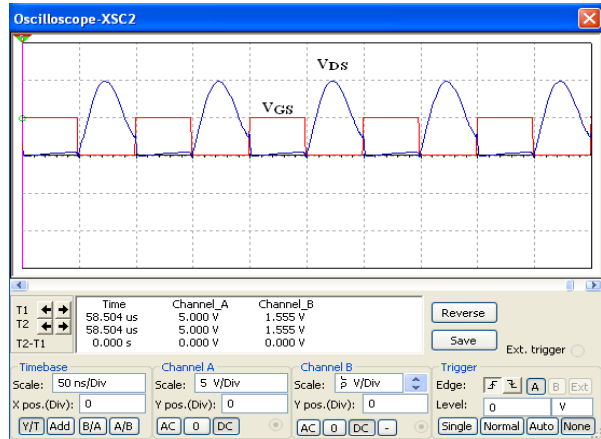 Oscilloscope-XSC2
VDS
VGS
Time Channel_A Channel_B
T1 58.504 us 5.000 V 1.555 V
T2 58.504 us 5.000 V 1.555 V
T2-T1 0.000 s 0.000 V 0.000 V
Reverse
Save
Ext. trigger
Timebase
Scale: 50 ns/Div
X pos.(Div): 0
Y/T Add B/A A/B
Channel A
Scale: 5 V/Div
Y pos.(Div): 0
AC 0 DC
Channel B
Scale: V/Div
Y pos.(Div): 0
AC 0 DC -
Trigger
Edge: A B Ext
Level: 0 V
Single Normal Auto None